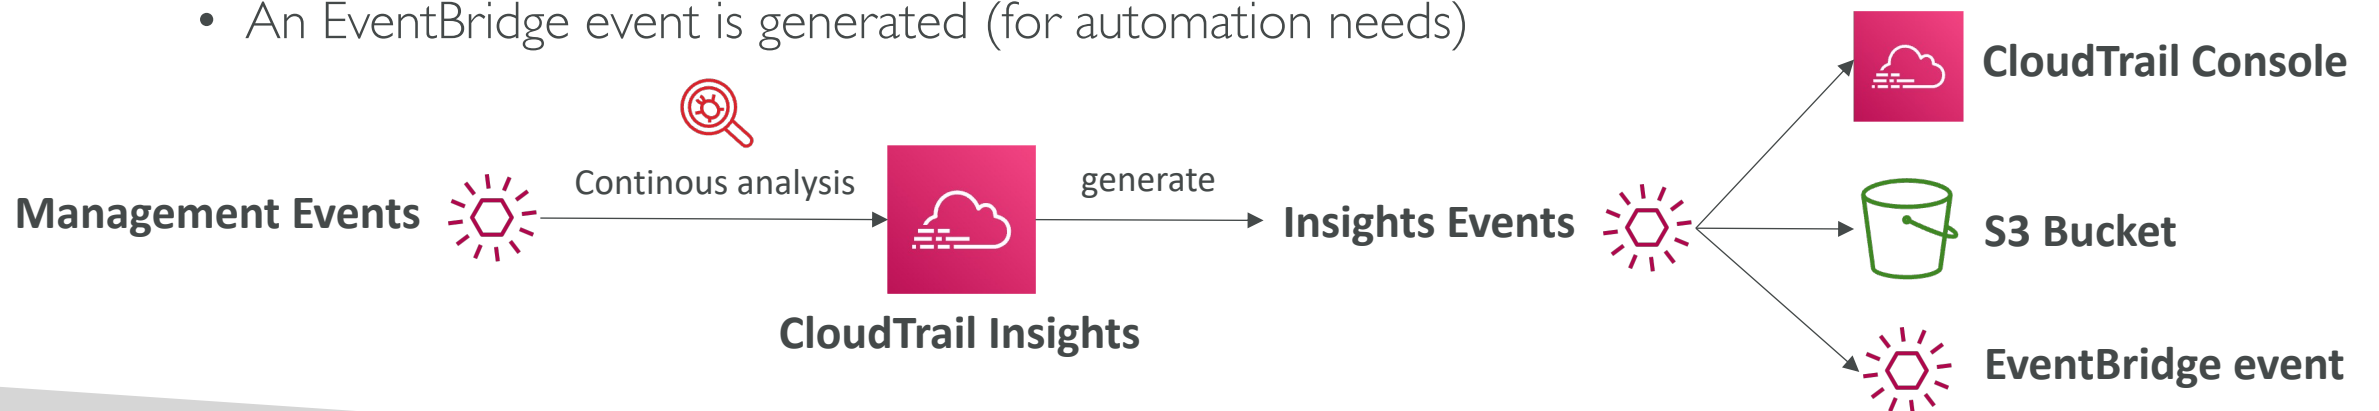 • An EventBridge event is generated (for automation needs)
CloudTrail Console
Continous analysis
generate
Management Events
Insights Events
S3 Bucket
CloudTrail Insights
EventBridge event